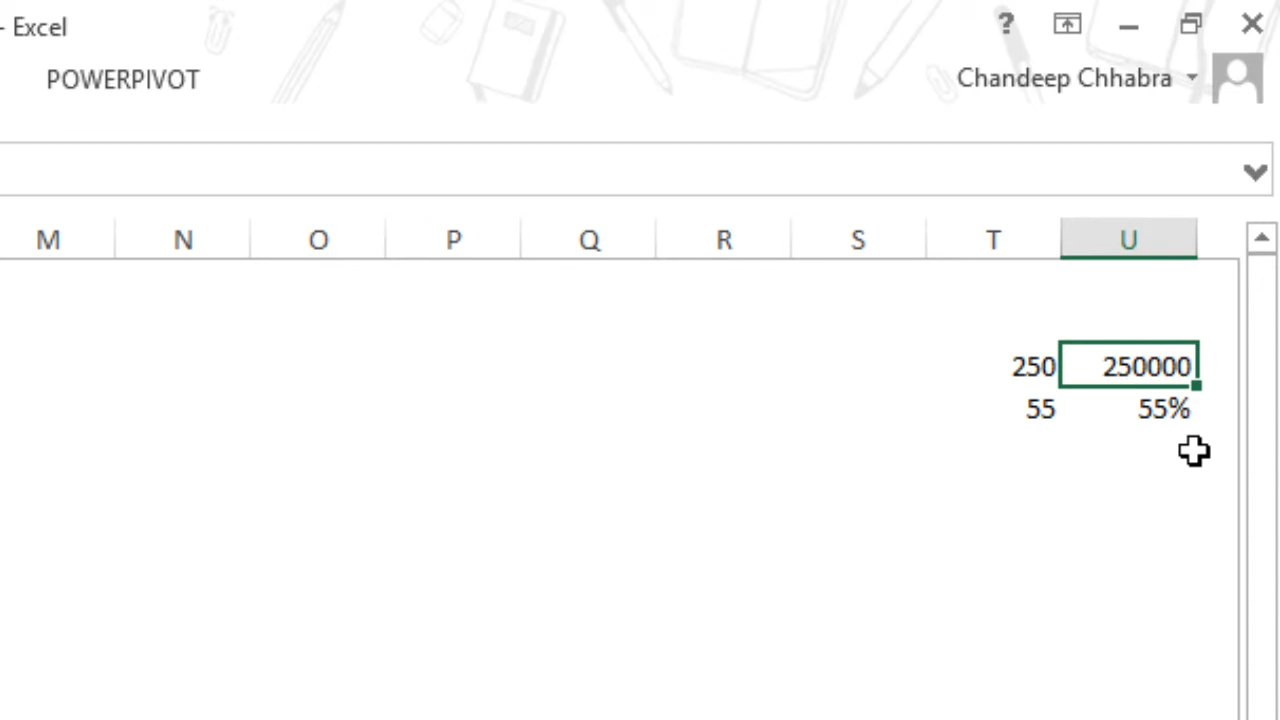 - Excel
?
POWERPIVOT
Chandeep Chhabra
M N O P Q R S T U
250 250000
55 55%